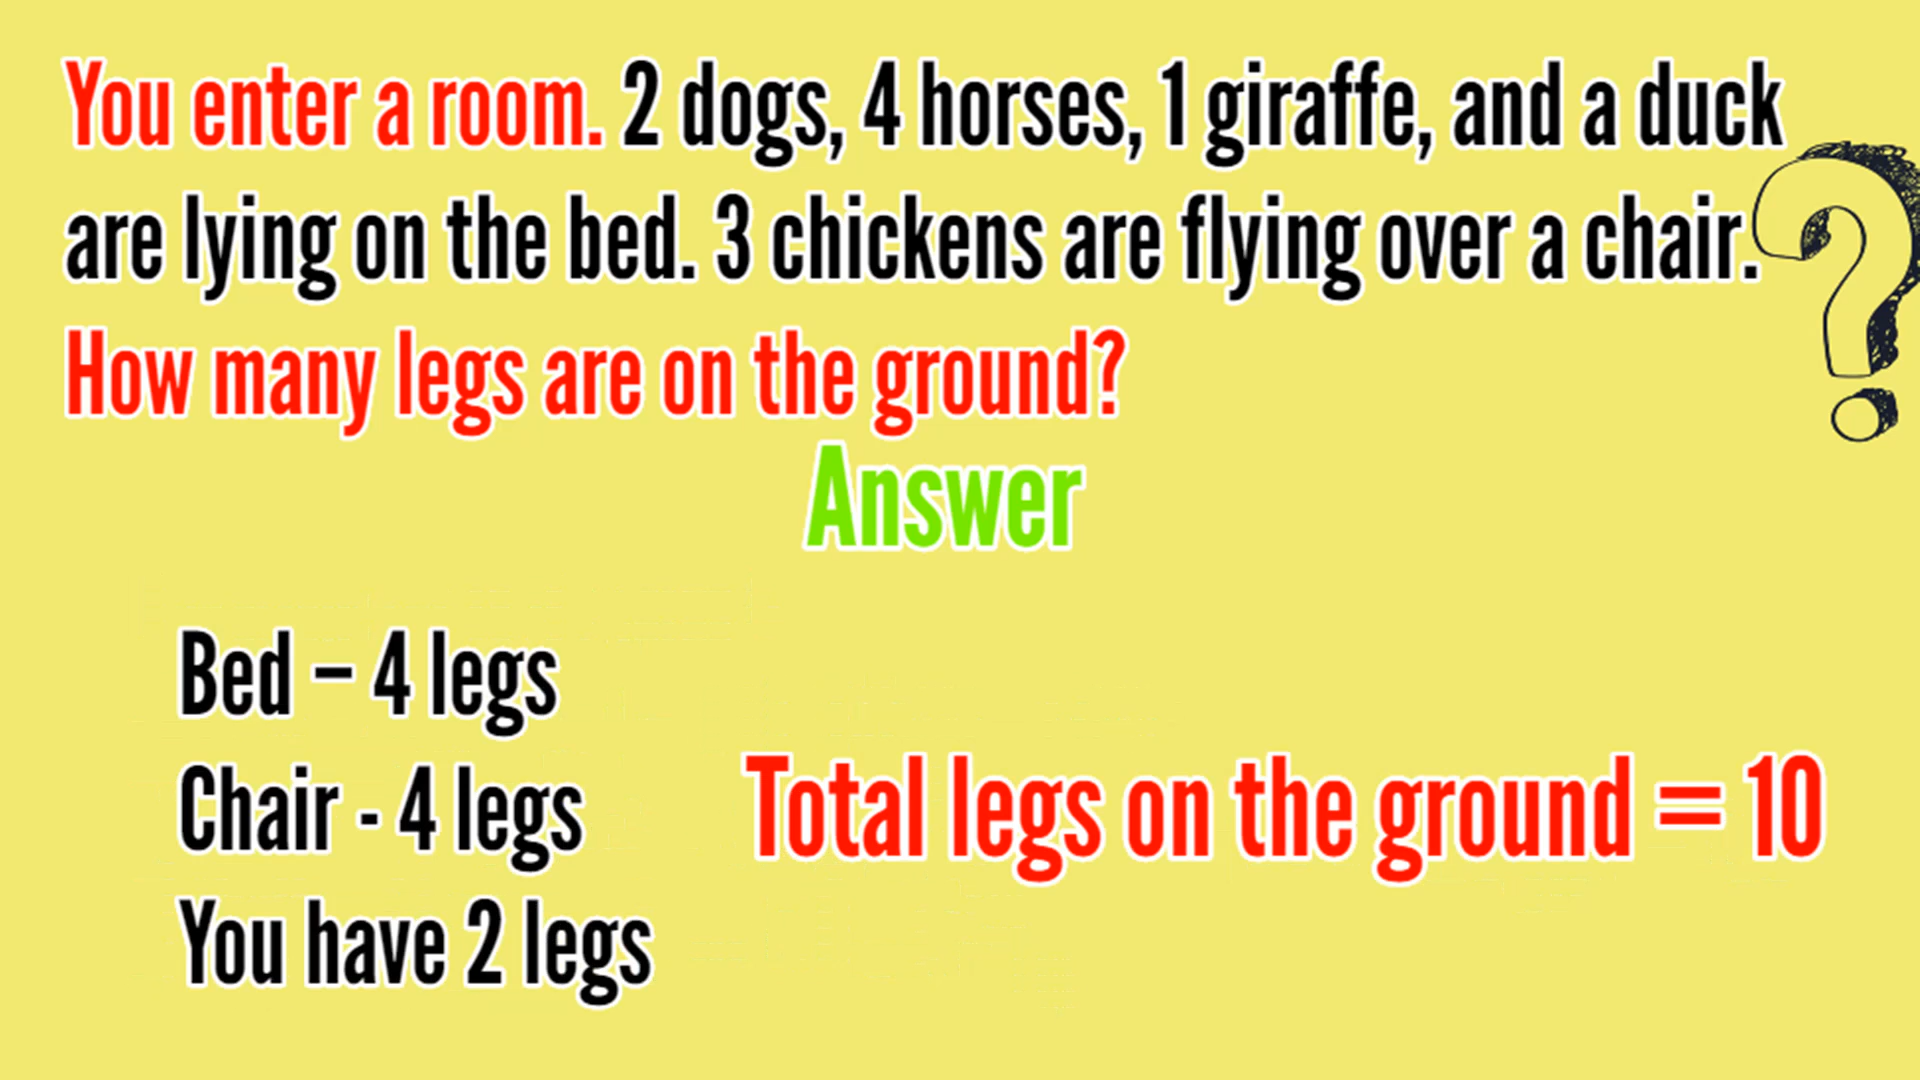 You enter a room. 2 dogs, 4 horses, 1 giraffe, and a duck
are lying on the bed. 3 chickens are flying over a chair.
How many legs are on the ground?
?
Answer
Bed – 4 legs
Chair - 4 legs
Total legs on the ground = 10
You have 2 legs